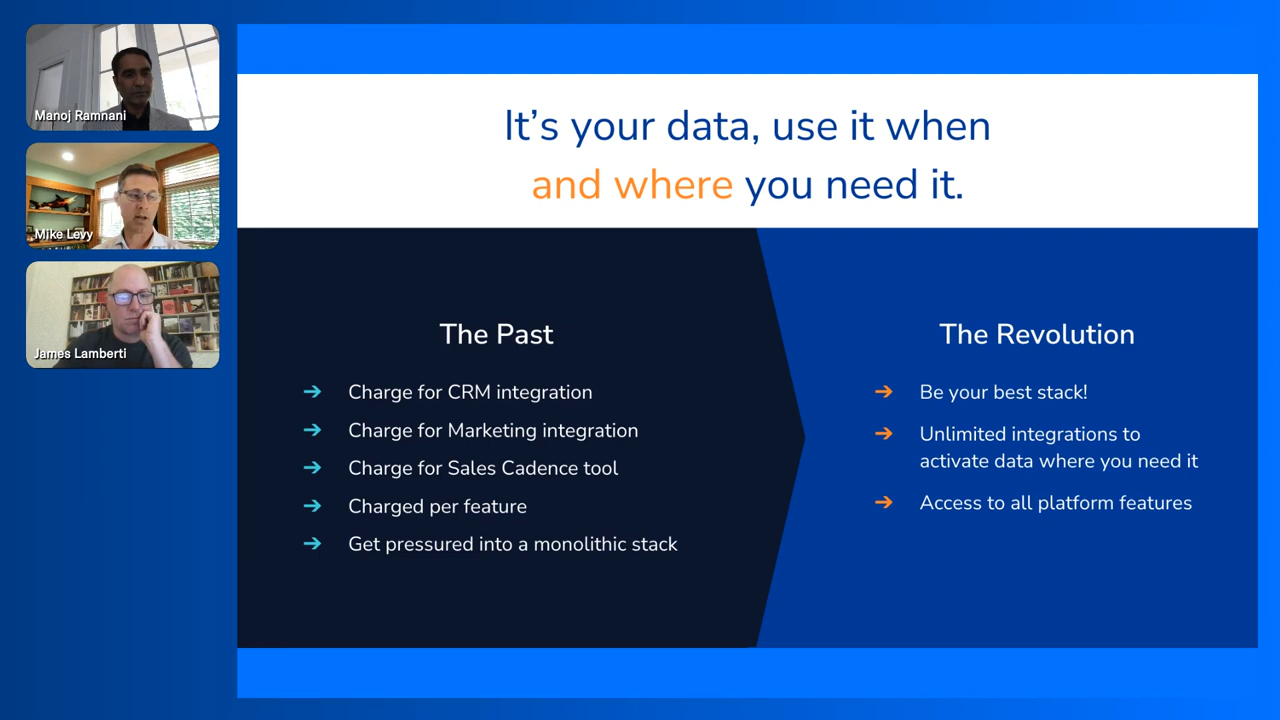 Manoj Ramnani
Mike Levy
James Lamberti
It’s your data, use it when
and where you need it.
The Past
➔ Charge for CRM integration
➔ Charge for Marketing integration
➔ Charge for Sales Cadence tool
➔ Charged per feature
➔ Get pressured into a monolithic stack
The Revolution
➔ Be your best stack!
➔ Unlimited integrations to
activate data where you need it
➔ Access to all platform features